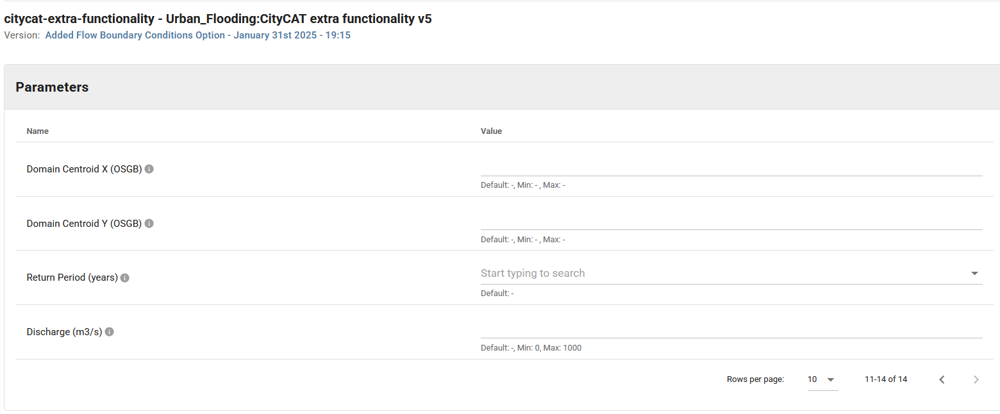 citycat-extra-functionality - Urban_Flooding:CityCAT extra functionality v5
Version: Added Flow Boundary Conditions Option - January 31st 2025 - 19:15
Parameters
Name Value
Domain Centroid X (OSGB)
Default: -, Min: - , Max: -
Domain Centroid Y (OSGB)
Default: -, Min: - , Max: -
Return Period (years) Start typing to search
Default: -
Discharge (m3/s)
Default: -, Min: 0, Max: 1000
Rows per page: 10 11-14 of 14